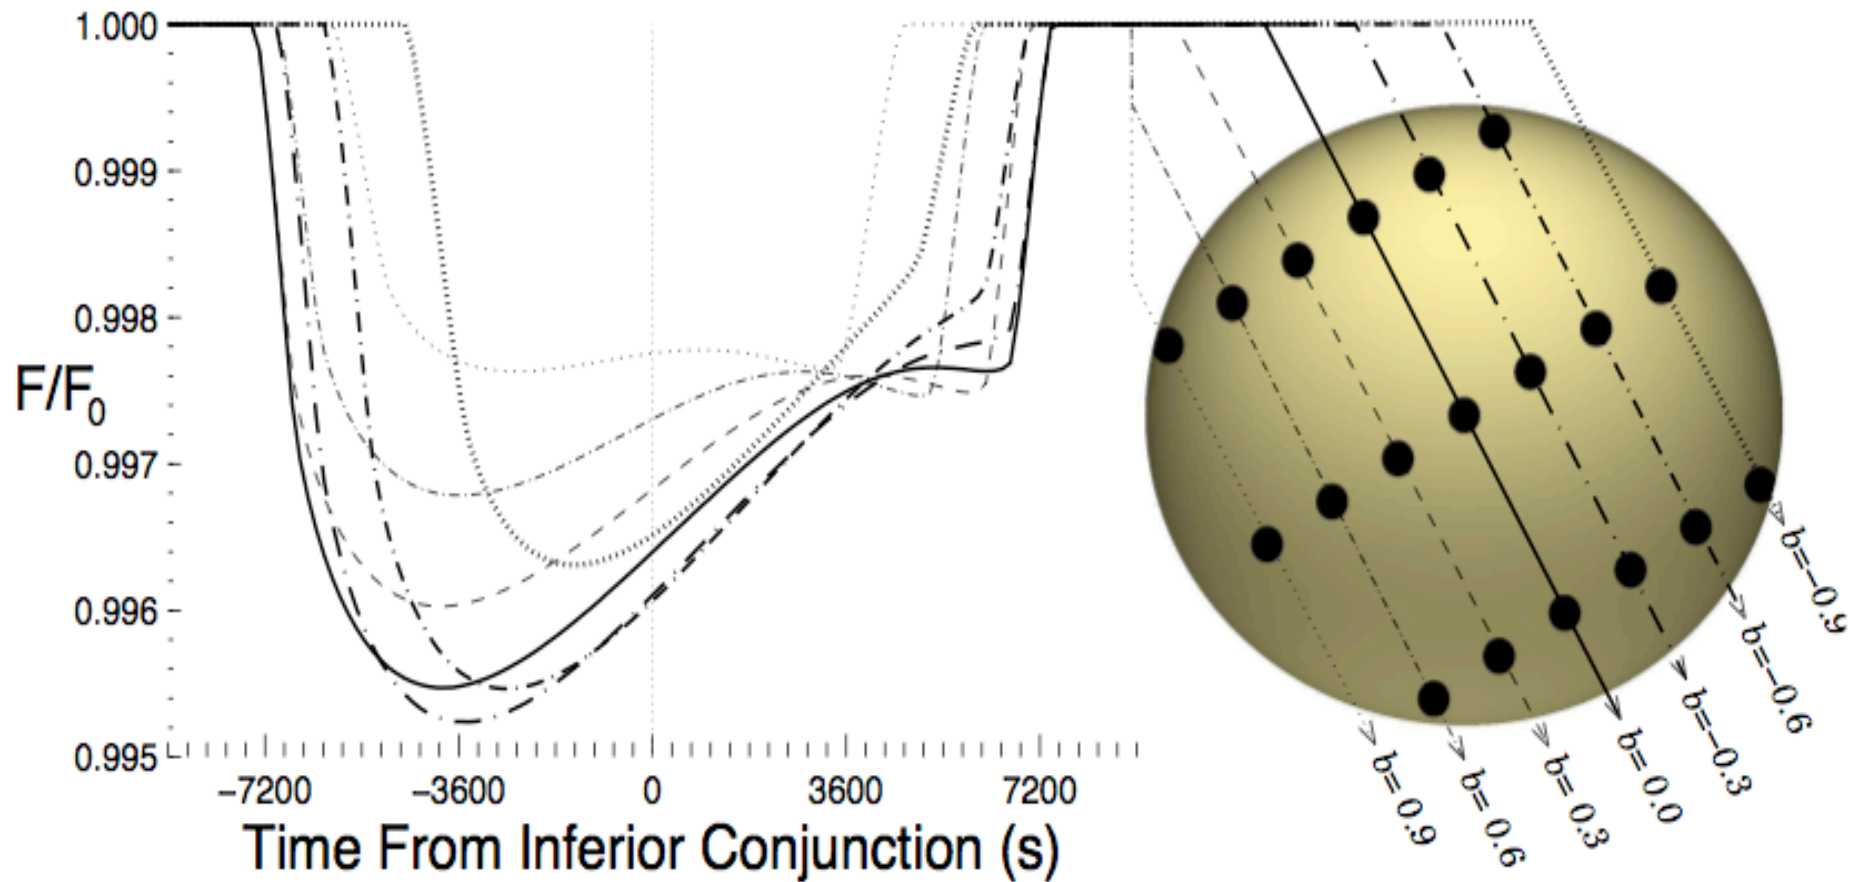 1.000
0.999
0.998
F/F0
0.997
0.996
0.995
−7200 −3600 0 3600 7200
Time From Inferior Conjunction (s)
b=0.9
b=0.6
b=0.3
b=0.0
b=−0.3
b=−0.6
b=−0.9